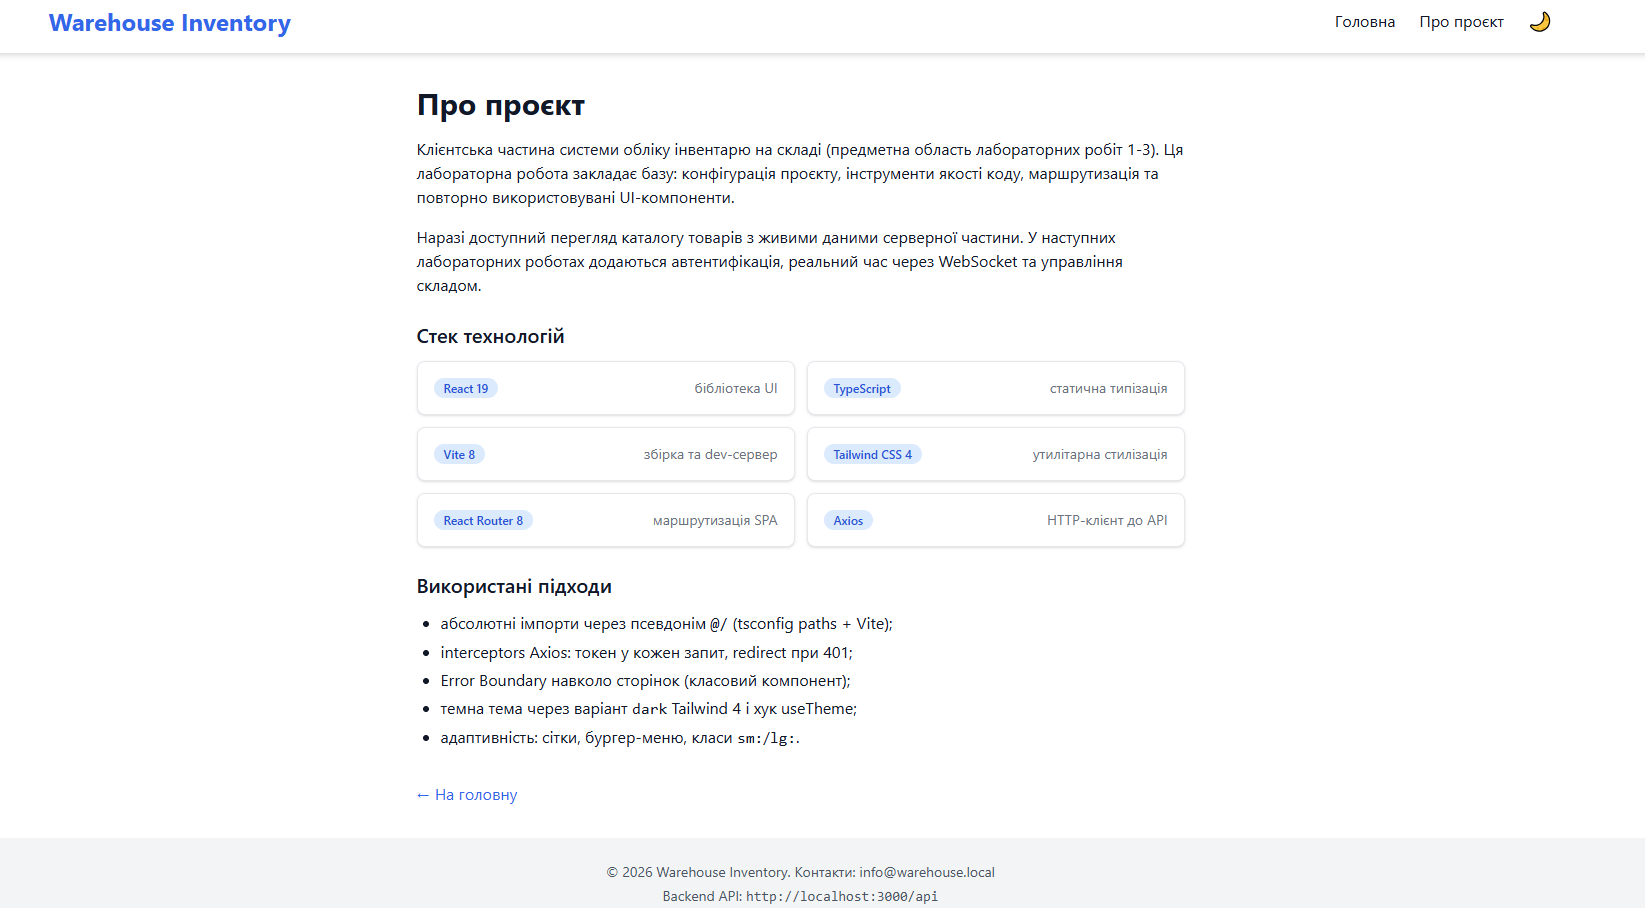 Warehouse Inventory
Головна
Про проєкт
Про проєкт
Клієнтська частина системи обліку інвентарю на складі (предметна область лабораторних робіт 1-3). Ця
лабораторна робота закладає базу: конфігурація проєкту, інструменти якості коду, маршрутизація та
повторно використовувані UI-компоненти.
Наразі доступний перегляд каталогу товарів з живими даними серверної частини. У наступних
лабораторних роботах додаються автентифікація, реальний час через WebSocket та управління
складом.
Стек технологій
React 19 бібліотека UI
TypeScript статична типізація
Vite 8 збірка та dev-сервер
Tailwind CSS 4 утилітарна стилізація
React Router 8 маршрутизація SPA
Axios HTTP-клієнт до API
Використані підходи
• абсолютні імпорти через псевдонім @/ (tsconfig paths + Vite);
• interceptors Axios: токен у кожен запит, redirect при 401;
• Error Boundary навколо сторінок (класовий компонент);
• темна тема через варіант dark Tailwind 4 і хук useTheme;
• адаптивність: сітки, бургер-меню, класи sm:/lg:.
← На головну
© 2026 Warehouse Inventory. Контакти: info@warehouse.local
Backend API: http://localhost:3000/api